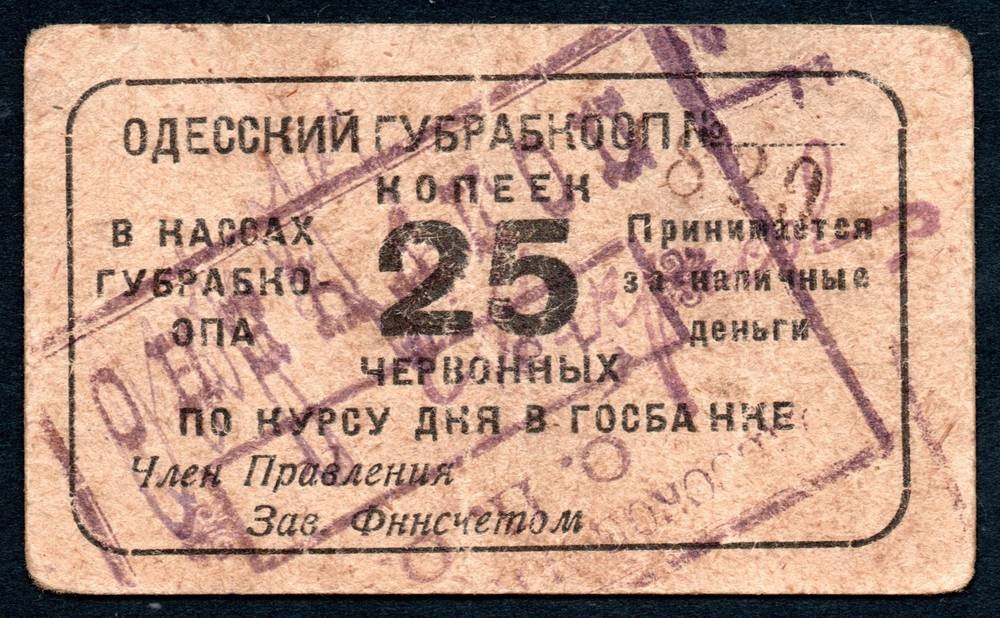 ОДЕССКИЙ ГУБРАБКООП №
КОПЕЕК
В КАССАХ
ГУБРАБКО-
ОПА
25
Принимается
за наличные
деньги
ЧЕРВОННЫХ
ПО КУРСУ ДНЯ В ГОСБАНКЕ
Член Правления
Зав. Финсчетом